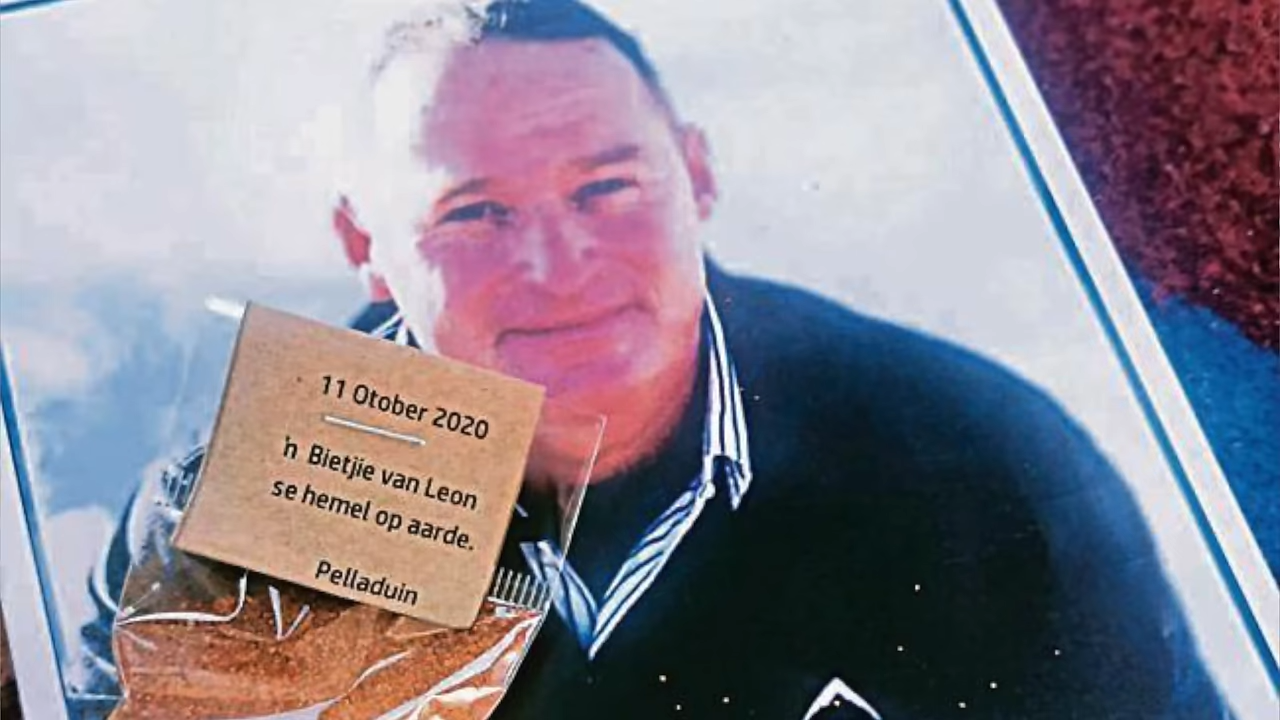 11 Otober 2020
'n Bietjie van Leon
se hemel op aarde.
Pelladuin